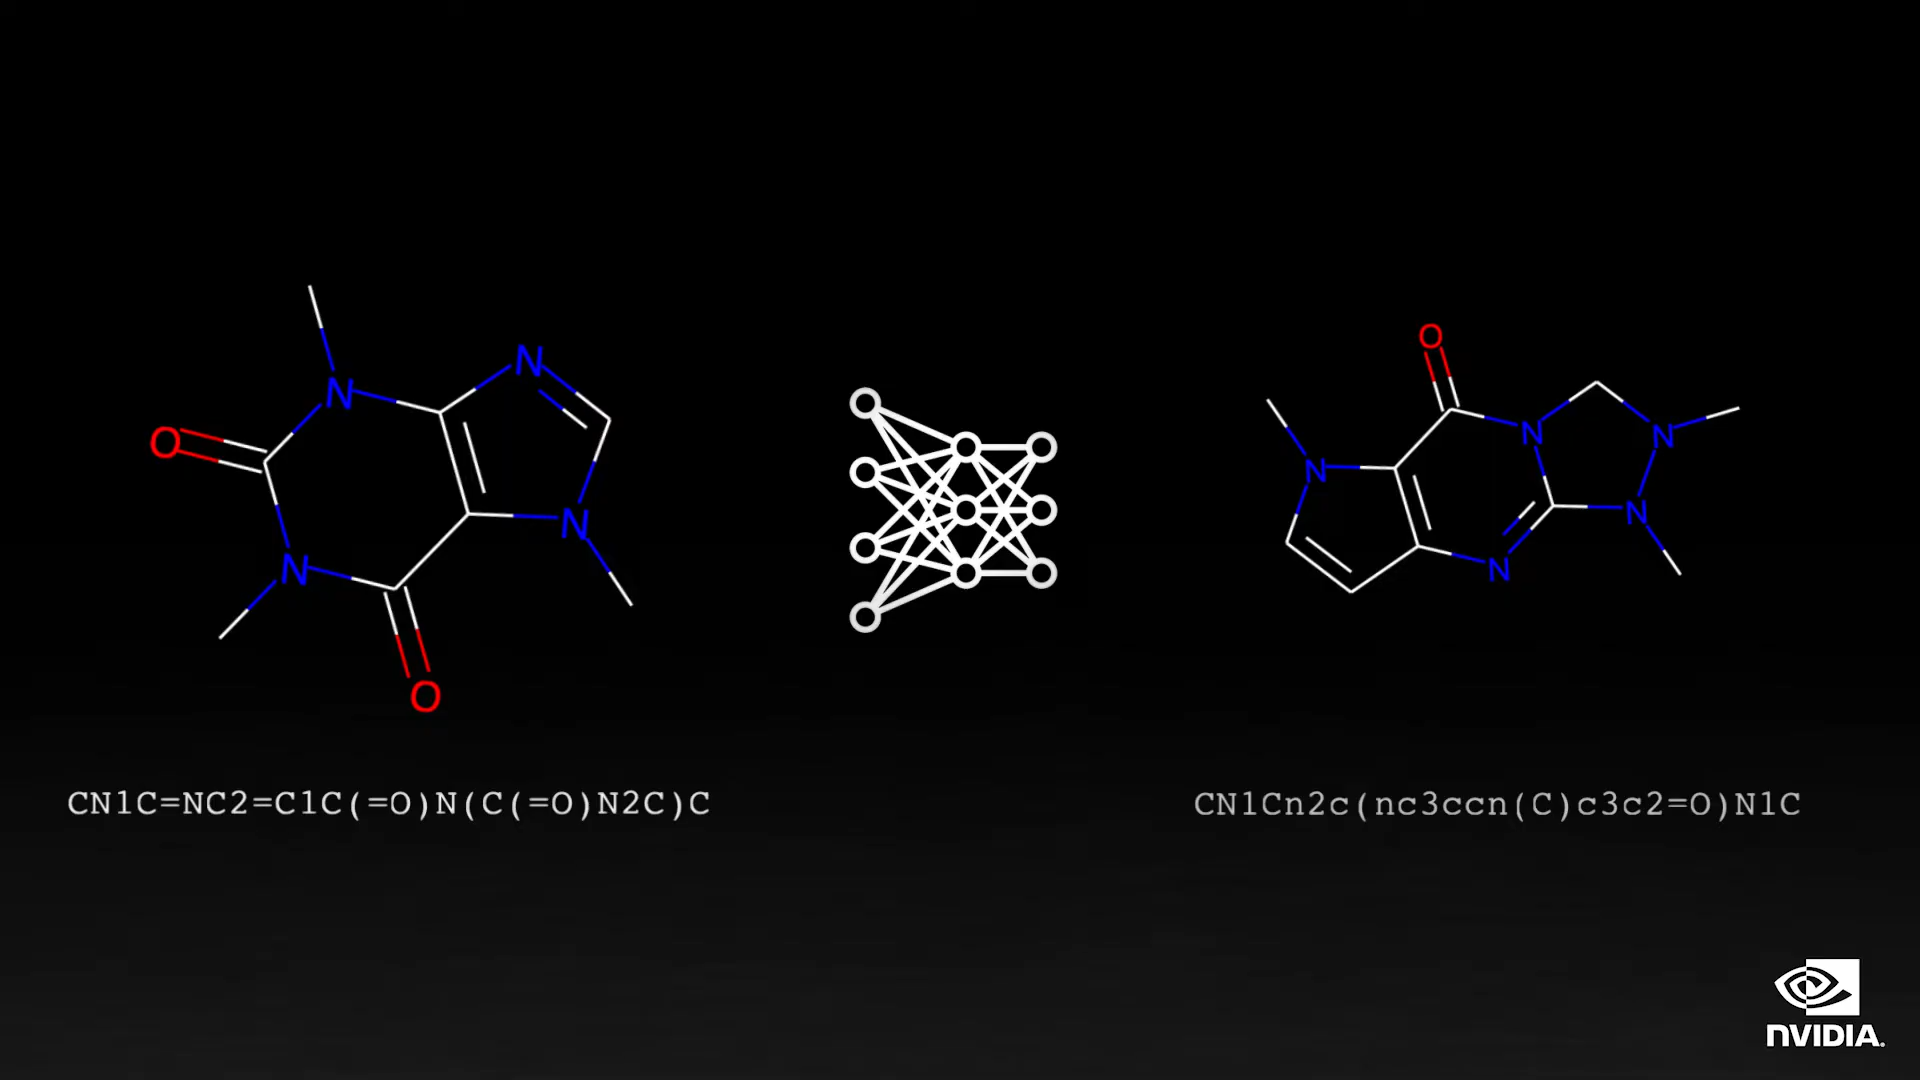 O
N
N
N
N
O
O
N
N
N
N
N
CN1C=NC2=C1C(=O)N(C(=O)N2C)C
CN1Cn2c(nc3ccn(C)c3c2=O)N1C
NVIDIA.